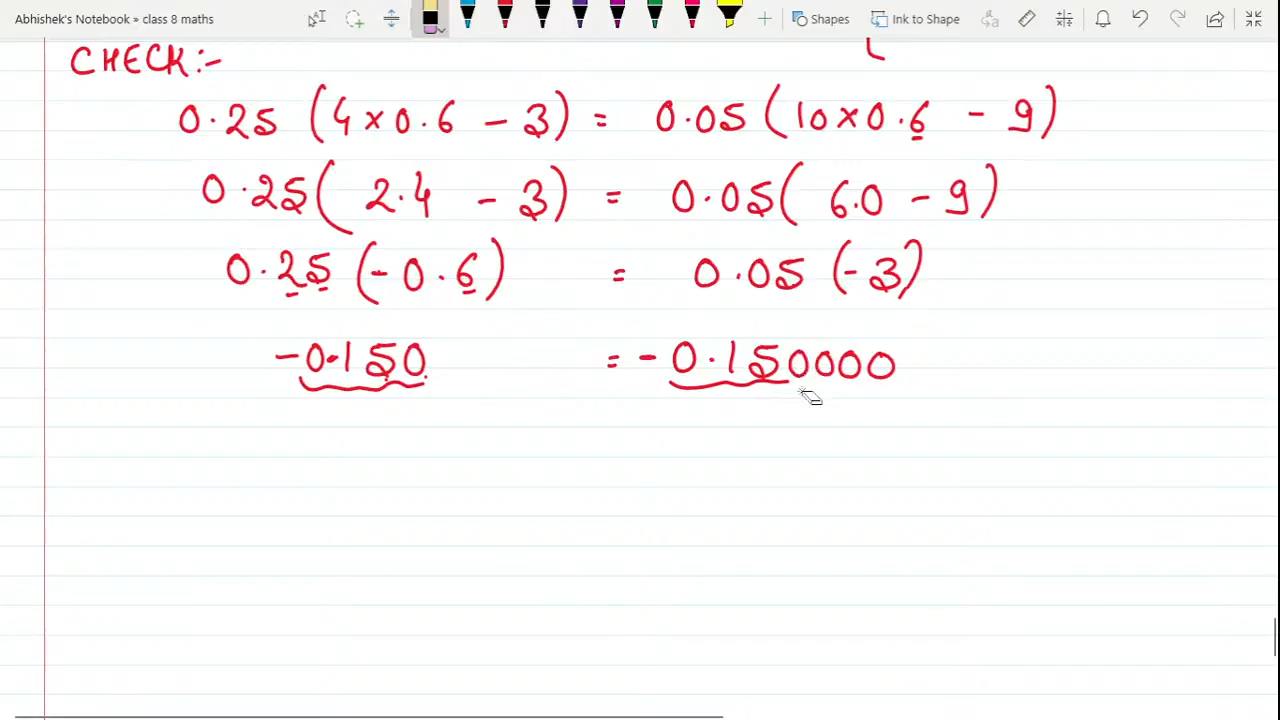 Abhishek's Notebook » class 8 maths
Shapes
Ink to Shape
CHECK:-
0.25 (4×0.6 - 3) = 0.05 (10×0.6 - 9)
0.25( 2.4 - 3) = 0.05( 6.0 - 9)
0.25 (-0.6) = 0.05 (-3)
-0.150 = -0.150000